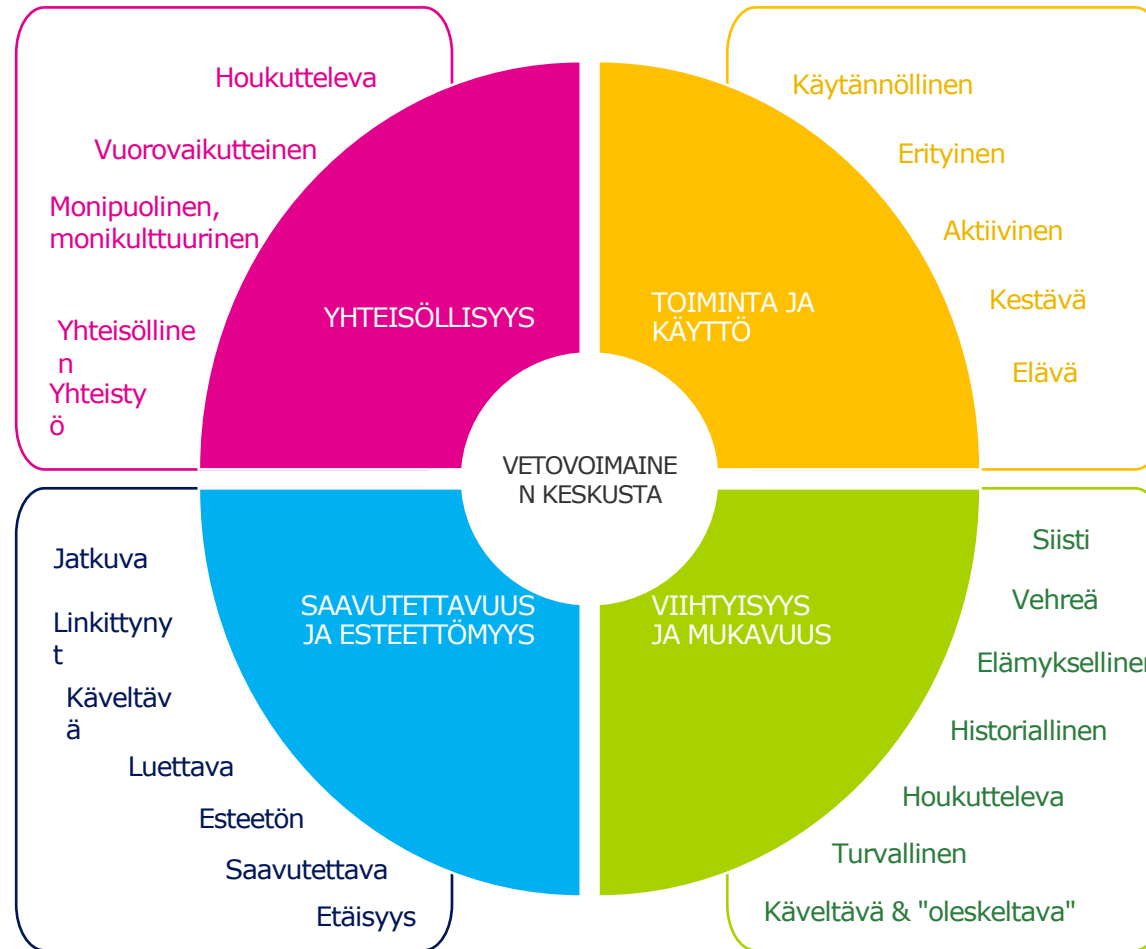 Houkutteleva
Vuorovaikutteinen
Monipuolinen,
monikulttuurinen
Yhteisölline
n
Yhteisty
ö
YHTEISÖLLISYYS
Käytännöllinen
Erityinen
Aktiivinen
Kestävä
Elävä
TOIMINTA JA
KÄYTTÖ
VETOVOIMAINE
N KESKUSTA
Jatkuva
Linkittyny
t
Käveltäv
ä
Luettava
Esteetön
Saavutettava
Etäisyys
SAAVUTETTAVUUS
JA ESTEETTÖMYYS
VIIHTYISYYS
JA MUKAVUUS
Siisti
Vehreä
Elämyksellinen
Historiallinen
Houkutteleva
Turvallinen
Käveltävä & "oleskeltava"